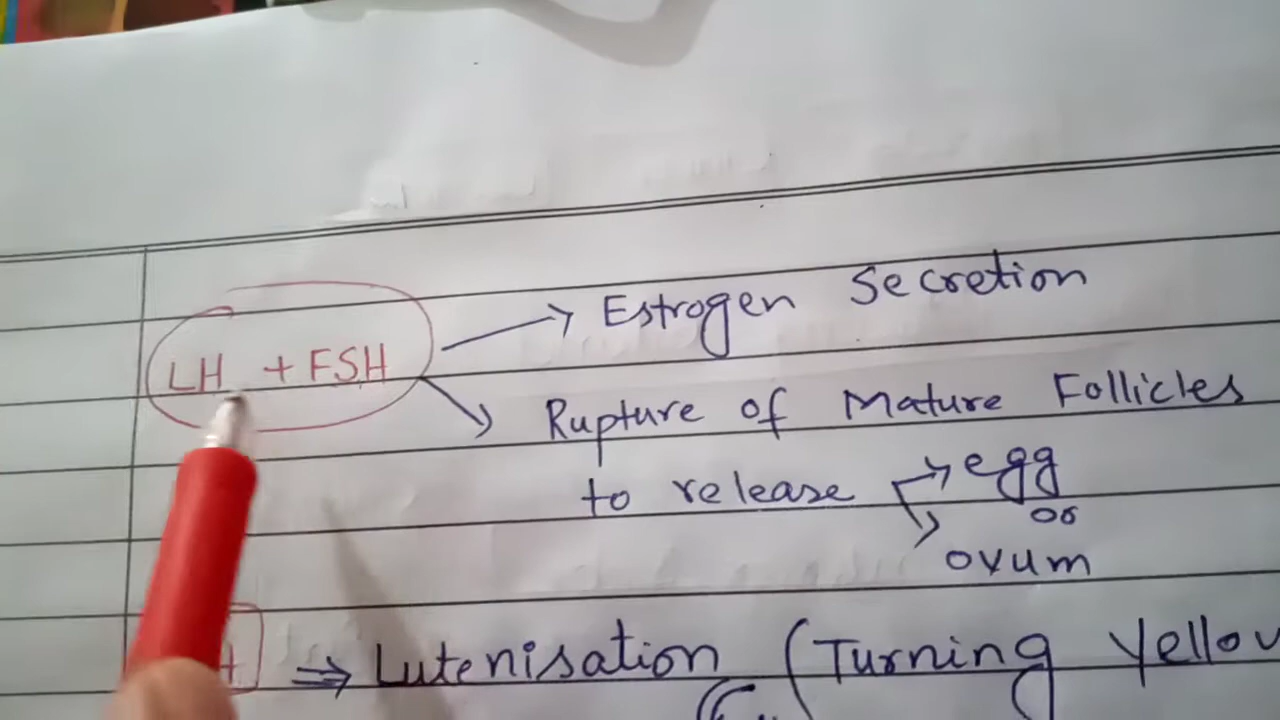 LH + FSH → Estrogen Secretion
→ Rupture of Mature Follicles
to release → egg
or
→ ovum
⇒ Lutenisation (Turning